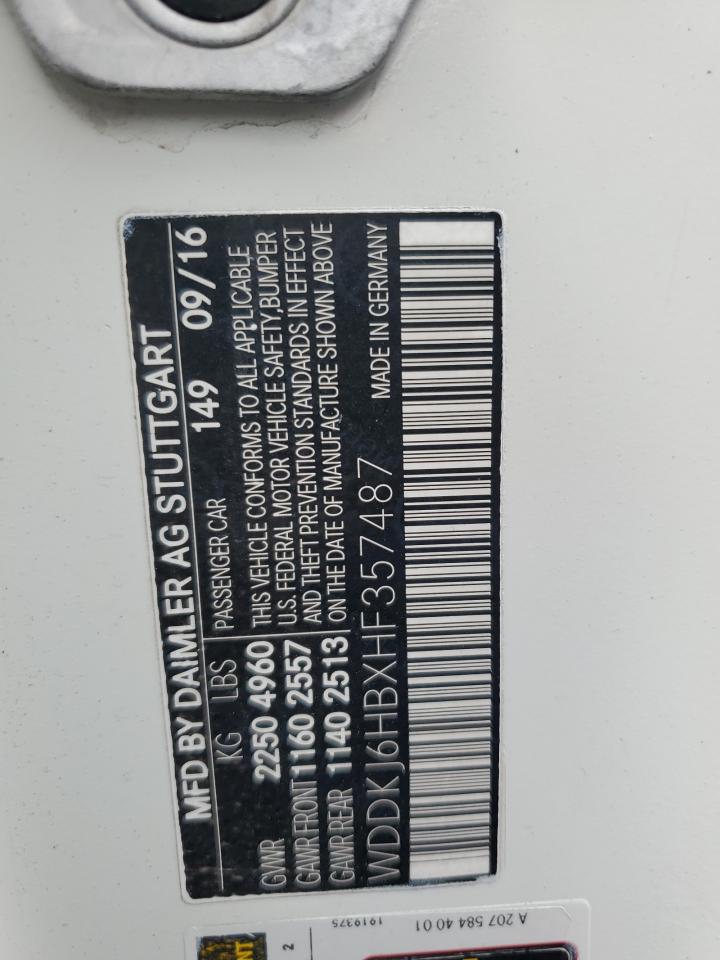 MFD BY DAIMLER AG STUTTGART
149 09/16
KG LBS PASSENGER CAR
GVWR 2250 4960 THIS VEHICLE CONFORMS TO ALL APPLICABLE
U.S. FEDERAL MOTOR VEHICLE SAFETY,BUMPER
GAWR FRONT 1160 2557 AND THEFT PREVENTION STANDARDS IN EFFECT
GAWR REAR 1140 2513 ON THE DATE OF MANUFACTURE SHOWN ABOVE
WDDKJ6HBXHF357487 MADE IN GERMANY
A 207 584 40 01
1919375
2